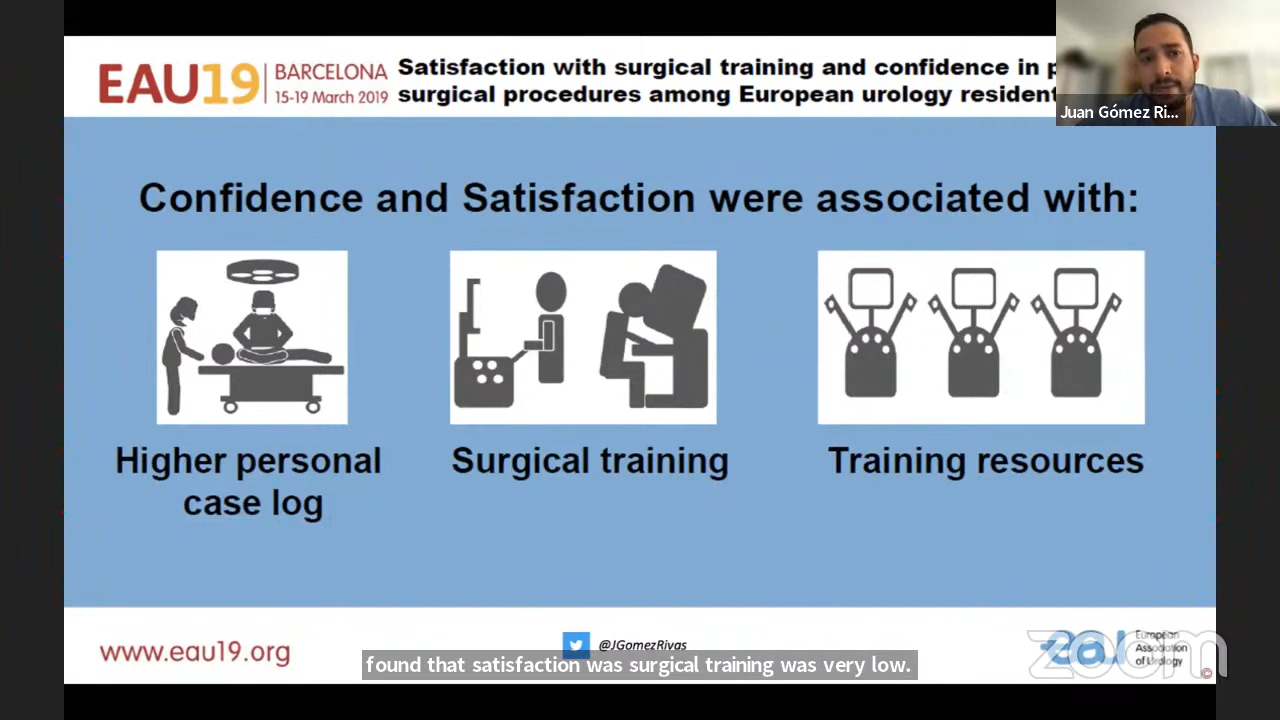 EAU19
BARCELONA
15-19 March 2019
Satisfaction with surgical training and confidence in
surgical procedures among European urology resident
Juan Gómez Ri...
Confidence and Satisfaction were associated with:
Higher personal
case log
Surgical training
Training resources
www.eau19.org
@JGomezRivas
found that satisfaction was surgical training was very low.
eau
European
Association
of Urology
zoom
©